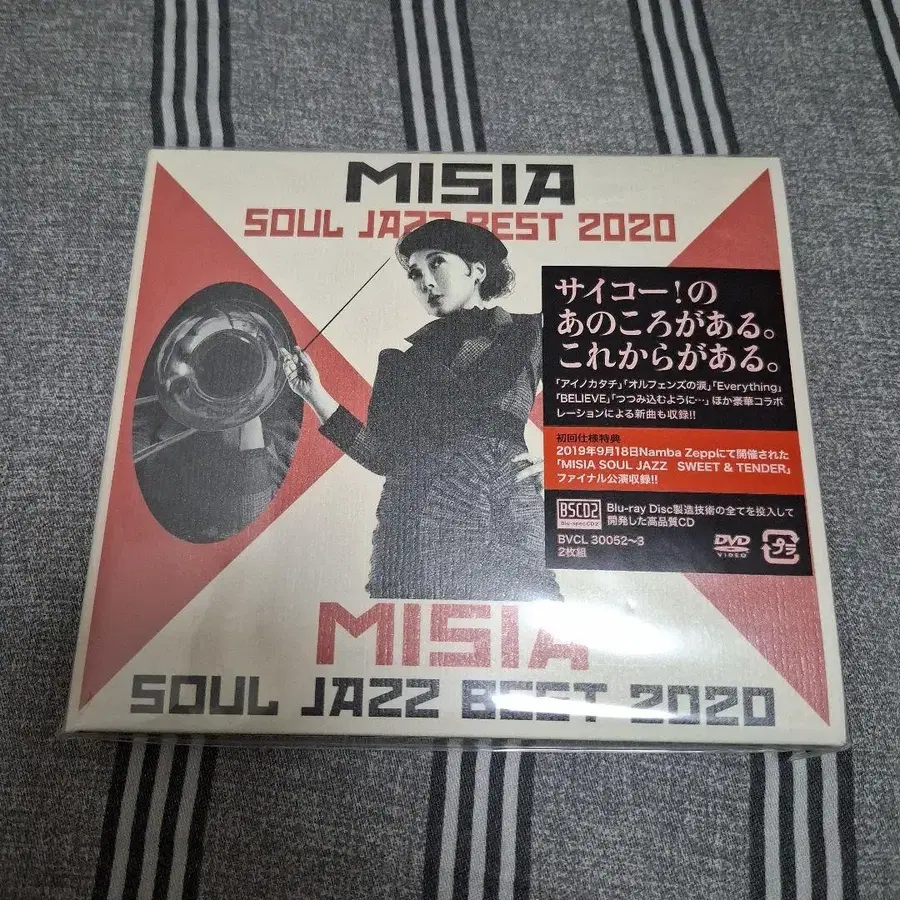 MISIA
SOUL JAZZ BEST 2020
サイコー!の
あのころがある。
これからがある。
「アイノカタチ」「オルフェンズの涙」「Everything」
「BELIEVE」「つつみ込むように…」ほか豪華コラボ
レーションによる新曲も収録!!
初回仕様特典
2019年9月18日Namba Zeppにて開催された
「MISIA SOUL JAZZ SWEET & TENDER」
ファイナル公演収録!!
BSCD2
Blu-spec CD2
Blu-ray Disc製造技術の全てを投入して
開発した高品質CD
BVCL 30052~3
2枚組
DVD
VIDEO
プラ
MISIA
SOUL JAZZ BEST 2020